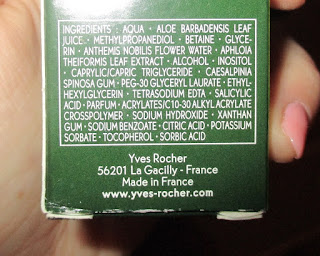 INGREDIENTS : AQUA • ALOE BARBADENSIS LEAF
JUICE • METHYLPROPANEDIOL • BETAINE • GLYCE-
RIN • ANTHEMIS NOBILIS FLOWER WATER • APHLOIA
THEIFORMIS LEAF EXTRACT • ALCOHOL • INOSITOL
• CAPRYLIC/CAPRIC TRIGLYCERIDE • CAESALPINIA
SPINOSA GUM • PEG-30 GLYCERYL LAURATE • ETHYL-
HEXYLGLYCERIN • TETRASODIUM EDTA • SALICYLIC
ACID • PARFUM • ACRYLATES/C10-30 ALKYL ACRYLATE
CROSSPOLYMER • SODIUM HYDROXIDE • XANTHAN
GUM • SODIUM BENZOATE • CITRIC ACID • POTASSIUM
SORBATE • TOCOPHEROL • SORBIC ACID
Yves Rocher
56201 La Gacilly - France
Made in France
www.yves-rocher.com